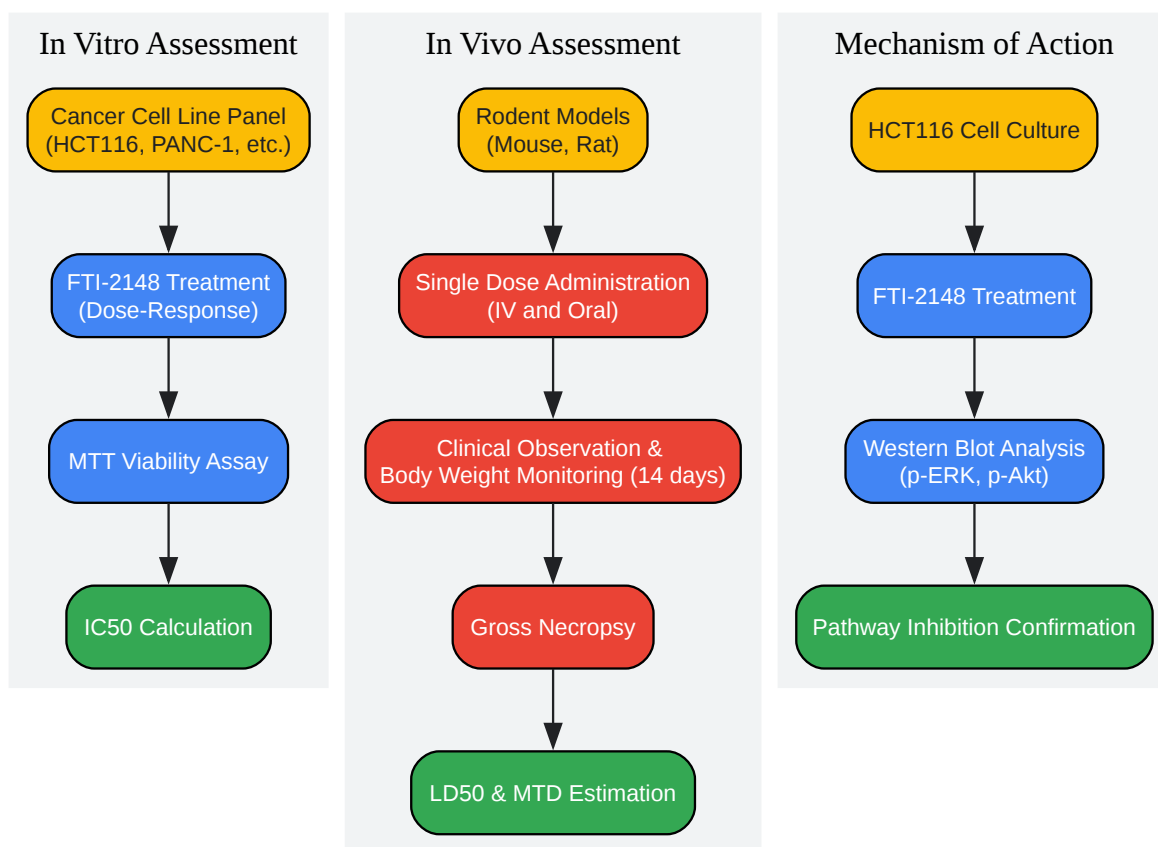 In Vitro Assessment
Cancer Cell Line Panel
(HCT116, PANC-1, etc.)
FTI-2148 Treatment
(Dose-Response)
MTT Viability Assay
IC50 Calculation
In Vivo Assessment
Rodent Models
(Mouse, Rat)
Single Dose Administration
(IV and Oral)
Clinical Observation &
Body Weight Monitoring (14 days)
Gross Necropsy
LD50 & MTD Estimation
Mechanism of Action
HCT116 Cell Culture
FTI-2148 Treatment
Western Blot Analysis
(p-ERK, p-Akt)
Pathway Inhibition Confirmation